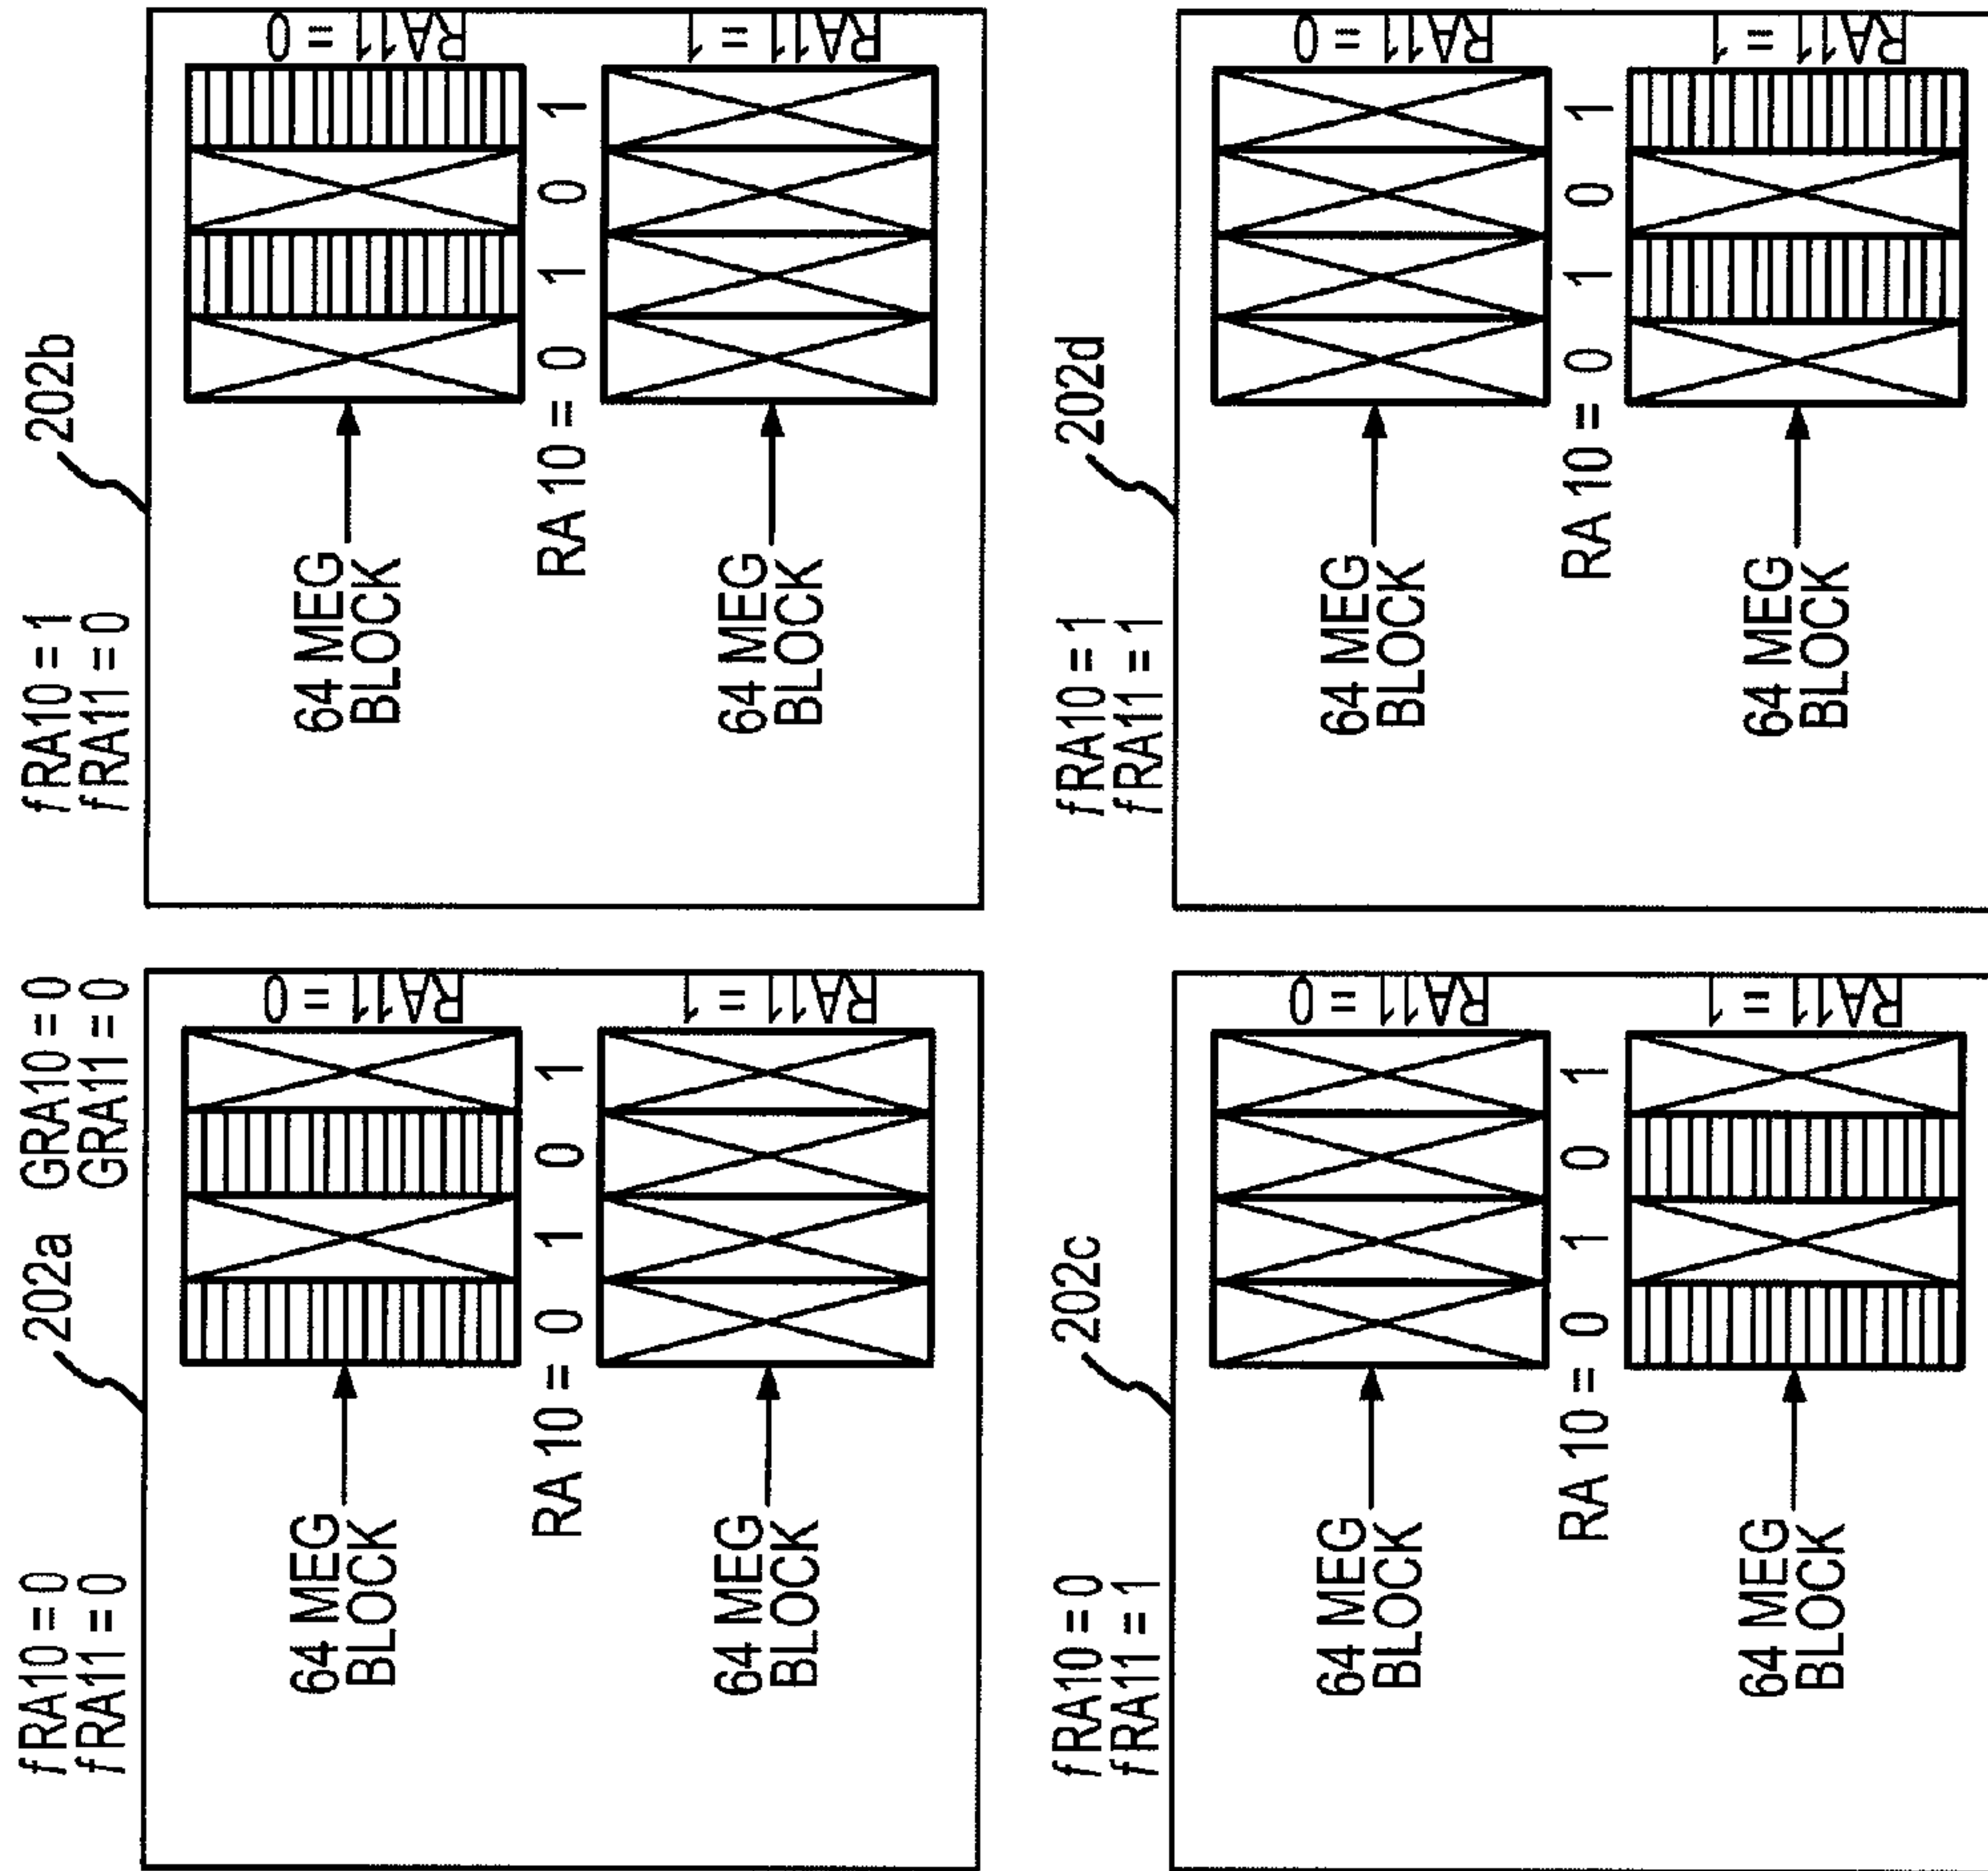 fRA10 = 0
fRA11 = 0
202a
GRA10 = 0
GRA11 = 0
64 MEG
BLOCK
RA11 = 0
RA 10 = 0 1 0 1
64 MEG
BLOCK
RA11 = 1
fRA10 = 1
fRA11 = 0
202b
64 MEG
BLOCK
RA11 = 0
RA 10 = 0 1 0 1
64 MEG
BLOCK
RA11 = 1
fRA10 = 0
fRA11 = 1
202c
64 MEG
BLOCK
RA11 = 0
RA 10 = 0 1 0 1
64 MEG
BLOCK
RA11 = 1
fRA10 = 1
fRA11 = 1
202d
64 MEG
BLOCK
RA11 = 0
RA 10 = 0 1 0 1
64 MEG
BLOCK
RA11 = 1